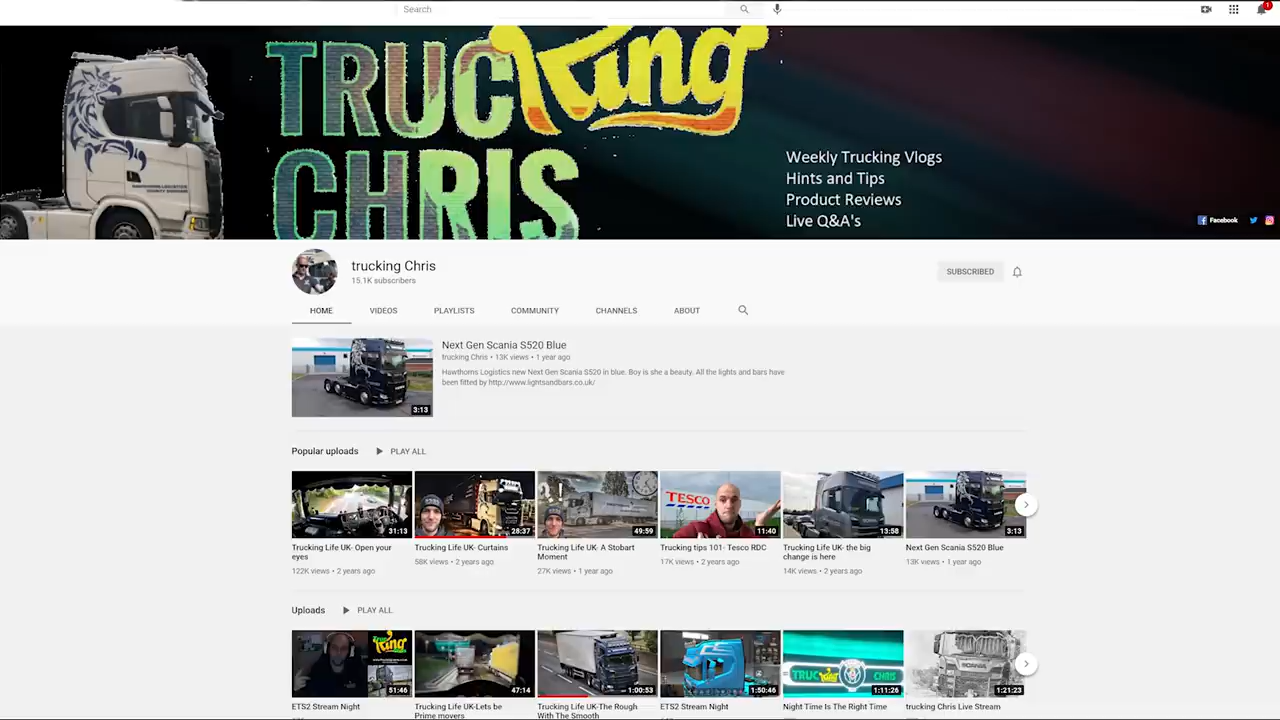 Search
1
TRUCKing
CHRIS
Weekly Trucking Vlogs
Hints and Tips
Product Reviews
Live Q&A's
Facebook
trucking Chris
15.1K subscribers
SUBSCRIBED
HOME
VIDEOS
PLAYLISTS
COMMUNITY
CHANNELS
ABOUT
Next Gen Scania S520 Blue
trucking Chris • 13K views • 1 year ago
Hawthorns Logistics new Next Gen Scania S520 in blue. Boy is she a beauty. All the lights and bars have
been fitted by http://www.lightsandbars.co.uk/
3:13
Popular uploads
PLAY ALL
31:13
28:37
49:59
TESCO
11:40
13:58
3:13
Trucking Life UK- Open your
eyes
122K views • 2 years ago
Trucking Life UK- Curtains
58K views • 2 years ago
Trucking Life UK- A Stobart
Moment
27K views • 1 year ago
Trucking tips 101- Tesco RDC
17K views • 2 years ago
Trucking Life UK- the big
change is here
14K views • 2 years ago
Next Gen Scania S520 Blue
13K views • 1 year ago
Uploads
PLAY ALL
51:46
47:14
1:00:53
1:50:46
TRUCKing CHRIS
1:11:26
SCANIA
1:21:23
ETS2 Stream Night
Trucking Life UK-Lets be
Prime movers
Trucking Life UK-The Rough
With The Smooth
ETS2 Stream Night
Night Time Is The Right Time
trucking Chris Live Stream